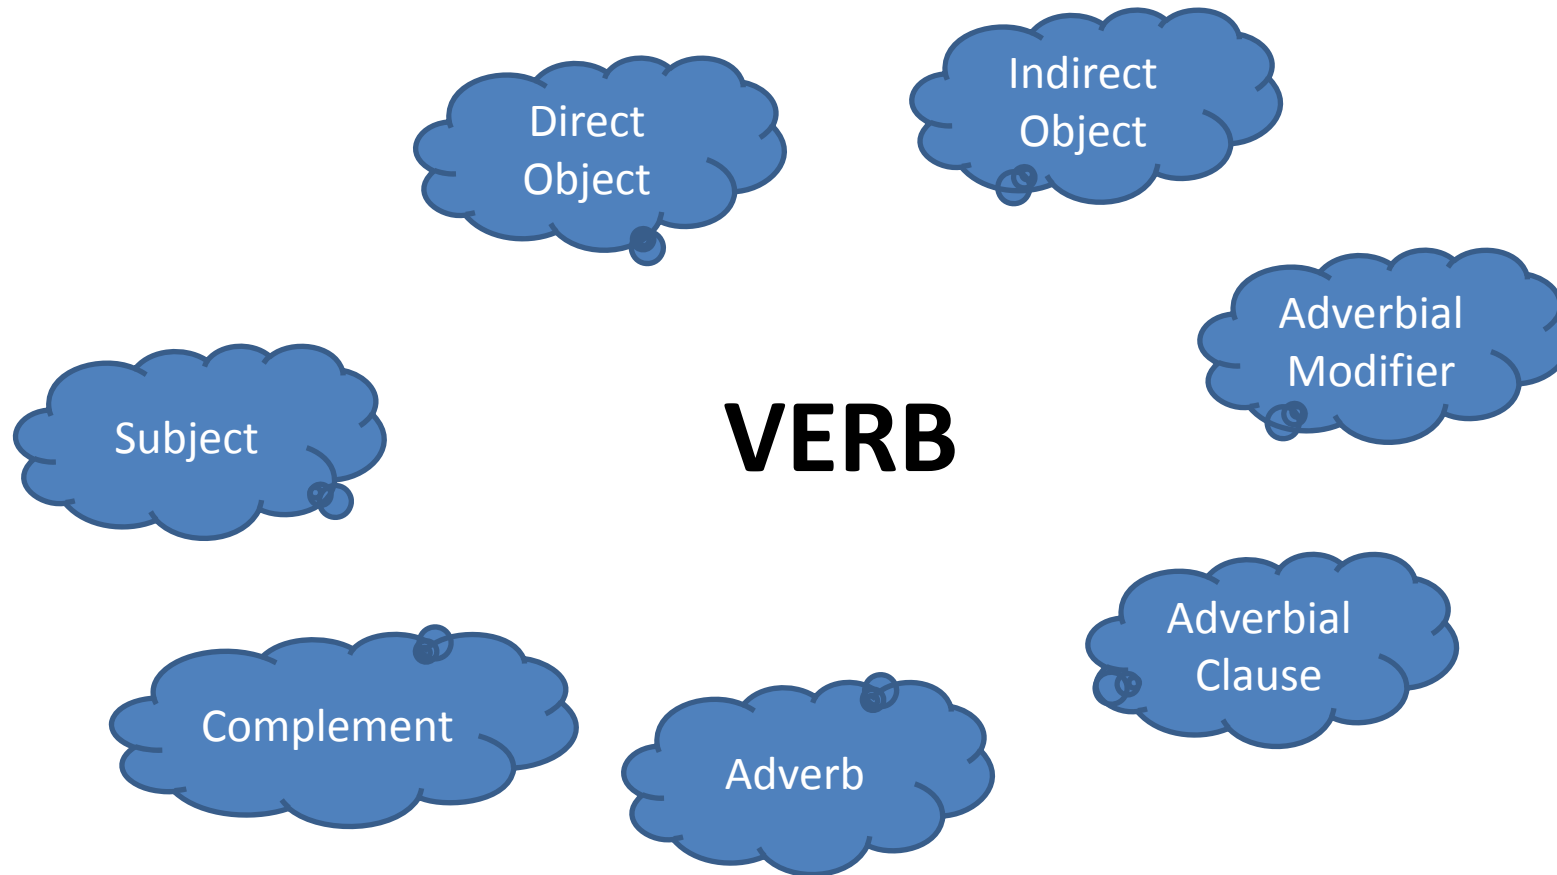 Indirect
Object
Direct
Object
Adverbial
Modifier
Subject
VERB
Adverbial
Clause
Complement
Adverb